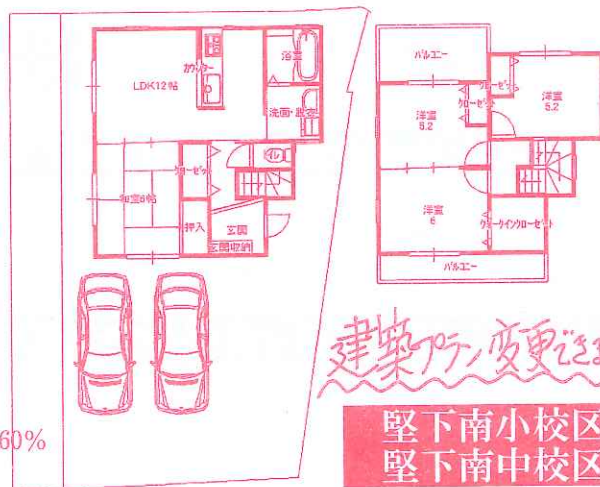 カウンター
浴室
LDK12帖
洗面・脱衣
トイレ
クローゼット
和室6帖
押入
玄関
玄関収納
バルコニー
クローゼット
洋室
5.2
洋室
5.2
クローゼット
洋室
6
ウォークインクローゼット
バルコニー
建築プラン変更でき
60%
堅下南小校区
堅下南中校区